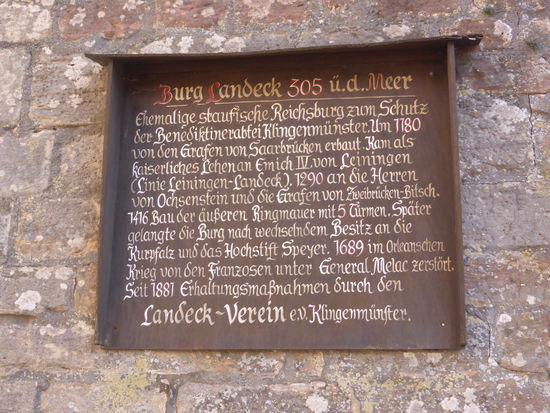 Burg Landeck 305 ü.d. Meer
Ehemalige staufische Reichsburg zum Schutz
der Benediktinerabtei Klingenmünster. Um 1180
von den Grafen von Saarbrücken erbaut. Kam als
kaiserliches Lehen an Emich IV. von Leiningen
(Linie Leiningen-Landeck). 1290 an die Herren
von Ochsenstein und die Grafen von Zweibrücken-Bitsch.
1416 Bau der äußeren Ringmauer mit 5 Türmen. Später
gelangte die Burg nach wechselndem Besitz an die
Kurpfalz und das Hochstift Speyer. 1689 im Orleanschen
Krieg von den Franzosen unter General Melac zerstört.
Seit 1881 Erhaltungsmaßnahmen durch den
Landeck-Verein e.V. Klingenmünster.